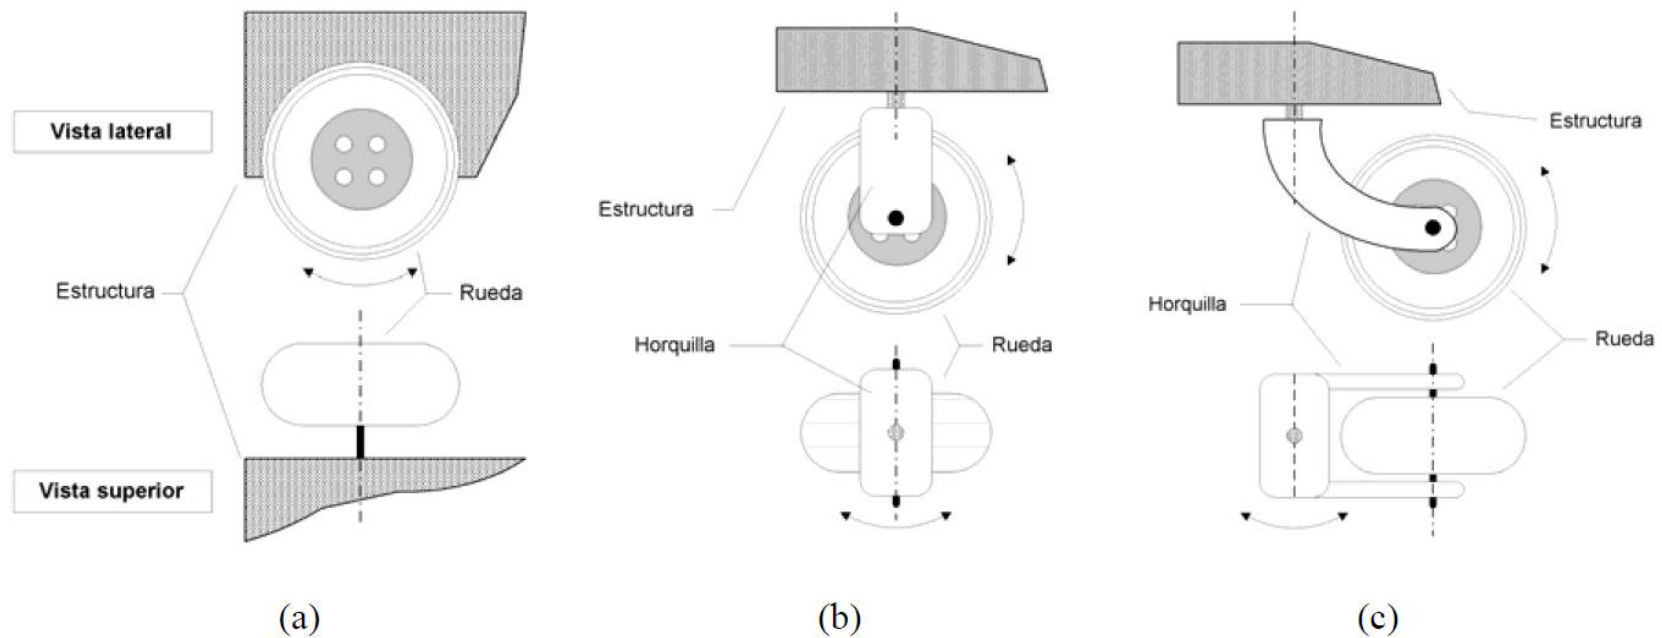 Vista lateral
Estructura
Rueda
Vista superior
(a)
Estructura
Horquilla
Rueda
(b)
Estructura
Horquilla
Rueda
(c)